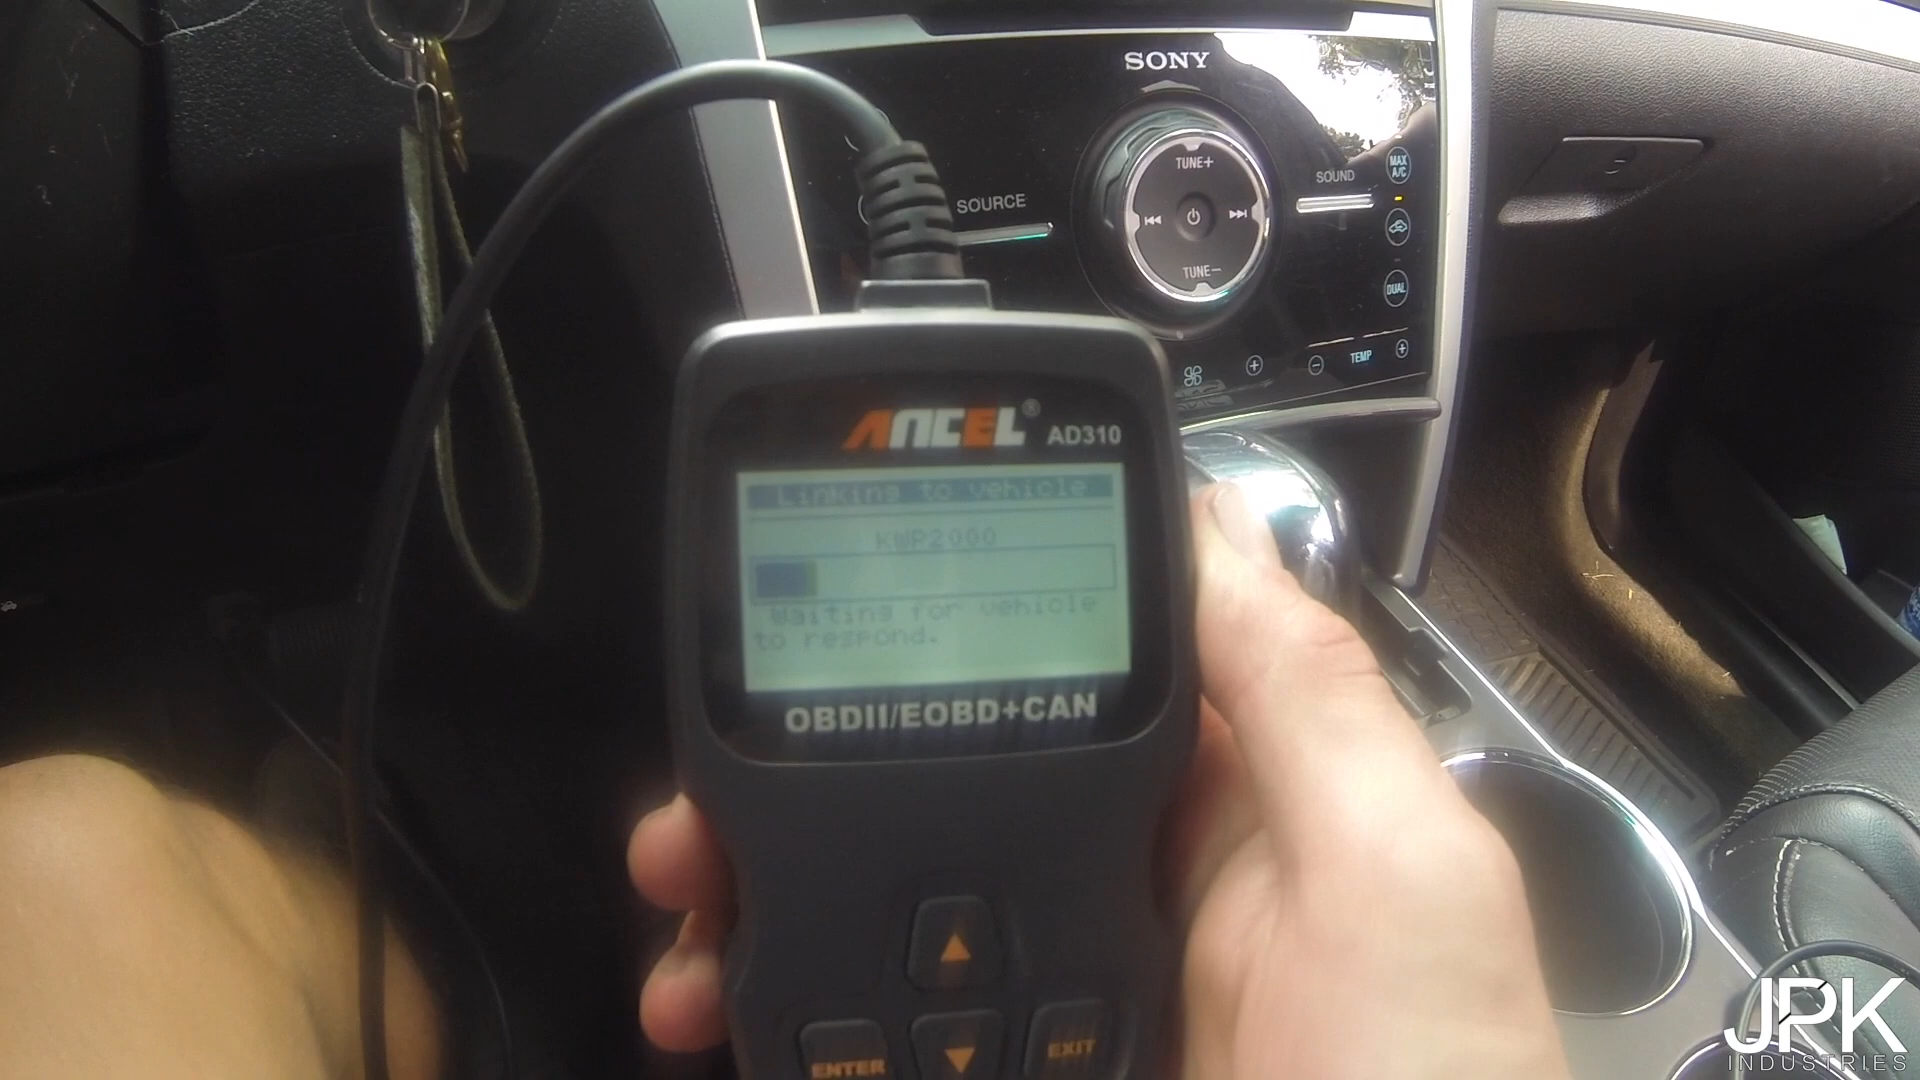 SONY
TUNE+
SOURCE
SOUND
MAX
A/C
TUNE−
DUAL
TEMP
ANCEL® AD310
Linking to vehicle
KWP2000
Waiting for vehicle
to respond.
OBDII/EOBD+CAN
ENTER
EXIT
JPK
INDUSTRIES